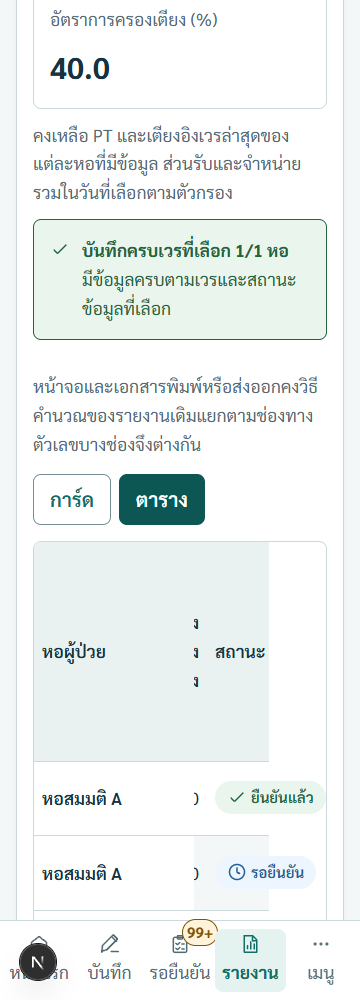 อัตราการครองเตียง (%)
40.0
คงเหลือ PT และเตียงอิงเวรล่าสุดของ
แต่ละหอที่มีข้อมูล ส่วนรับและจำหน่าย
รวมในวันที่เลือกตามตัวกรอง
บันทึกครบเวรที่เลือก 1/1 หอ
มีข้อมูลครบตามเวรและสถานะ
ข้อมูลที่เลือก
หน้าจอและเอกสารพิมพ์หรือส่งออกคงวิธี
คำนวณของรายงานเดิมแยกตามช่องทาง
ตัวเลขบางช่องจึงต่างกัน
การ์ด ตาราง
หอผู้ป่วย สถานะ
หอสมมติ A ยืนยันแล้ว
หอสมมติ A รอยืนยัน
99+
N
บันทึก รอยืนยัน รายงาน เมนู